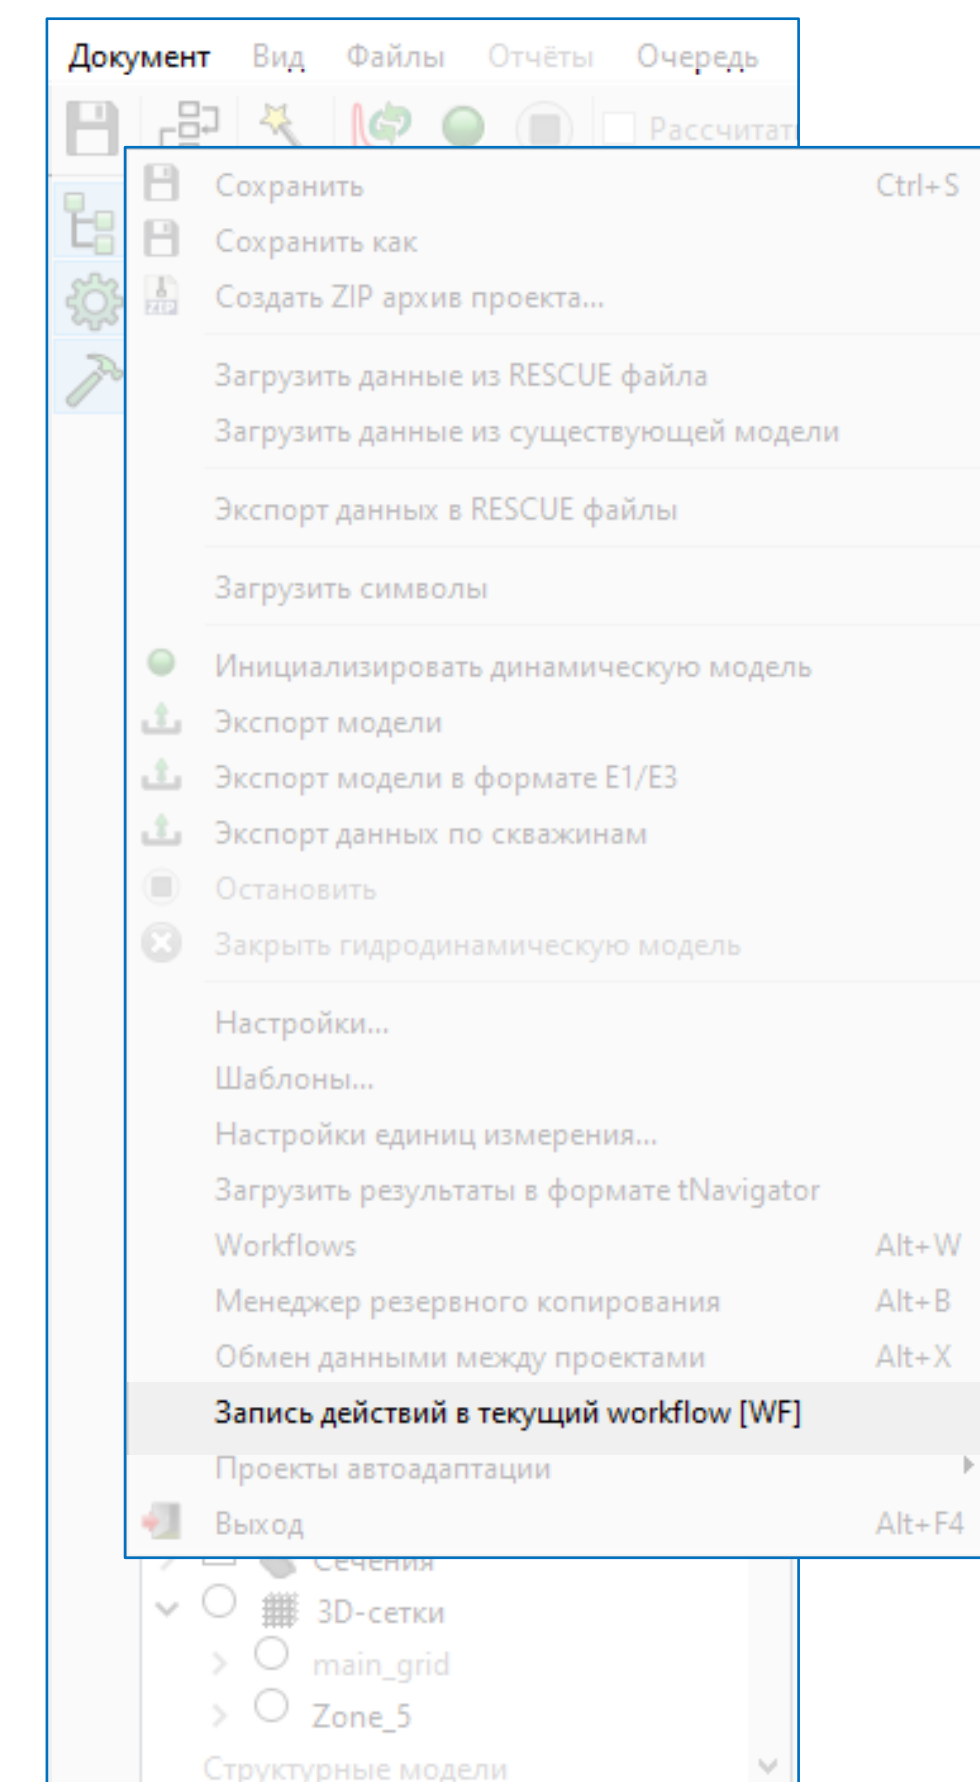 Документ Вид Файлы Отчёты Очередь
Рассчитат
Сохранить Ctrl+S
Сохранить как
Создать ZIP архив проекта...
Загрузить данные из RESCUE файла
Загрузить данные из существующей модели
Экспорт данных в RESCUE файлы
Загрузить символы
Инициализировать динамическую модель
Экспорт модели
Экспорт модели в формате E1/E3
Экспорт данных по скважинам
Остановить
Закрыть гидродинамическую модель
Настройки...
Шаблоны...
Настройки единиц измерения...
Загрузить результаты в формате tNavigator
Workflows Alt+W
Менеджер резервного копирования Alt+B
Обмен данными между проектами Alt+X
Запись действий в текущий workflow [WF]
Проекты автоадаптации
Выход Alt+F4
Сечения
3D-сетки
main_grid
Zone_5
Структурные модели